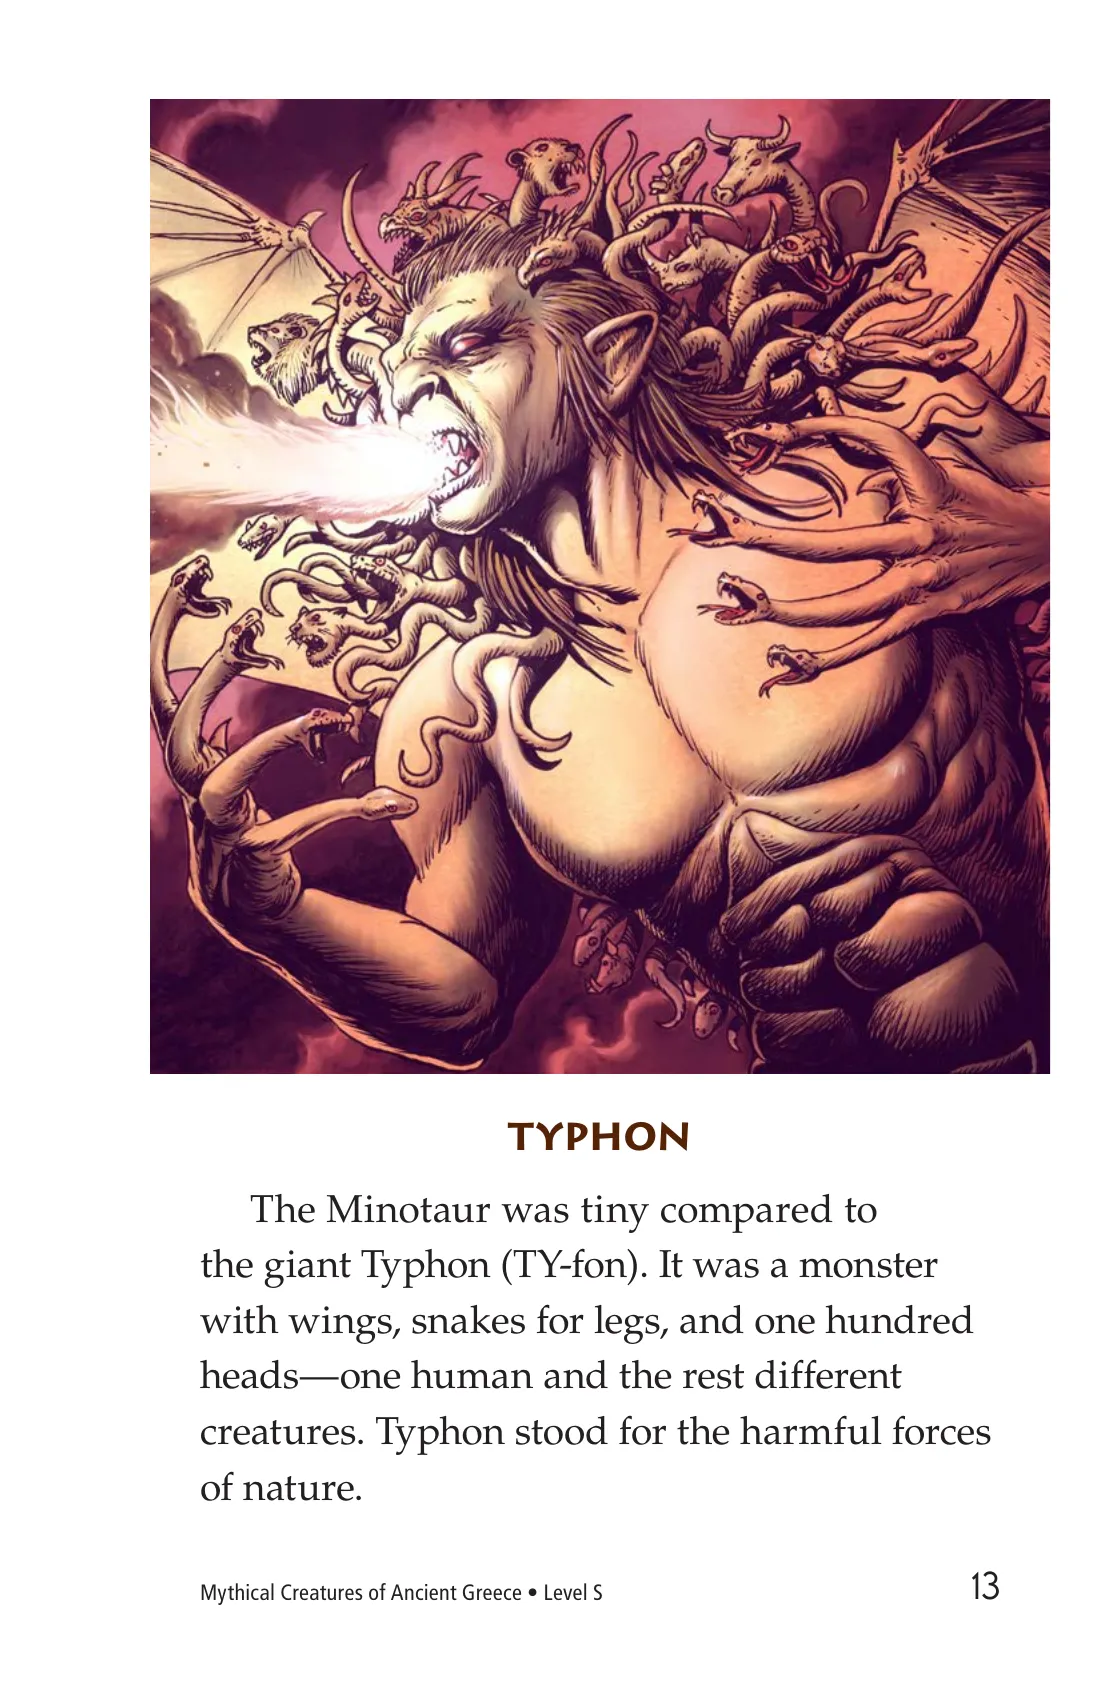 TYPHON
The Minotaur was tiny compared to
the giant Typhon (TY-fon). It was a monster
with wings, snakes for legs, and one hundred
heads—one human and the rest different
creatures. Typhon stood for the harmful forces
of nature.
Mythical Creatures of Ancient Greece • Level S
13